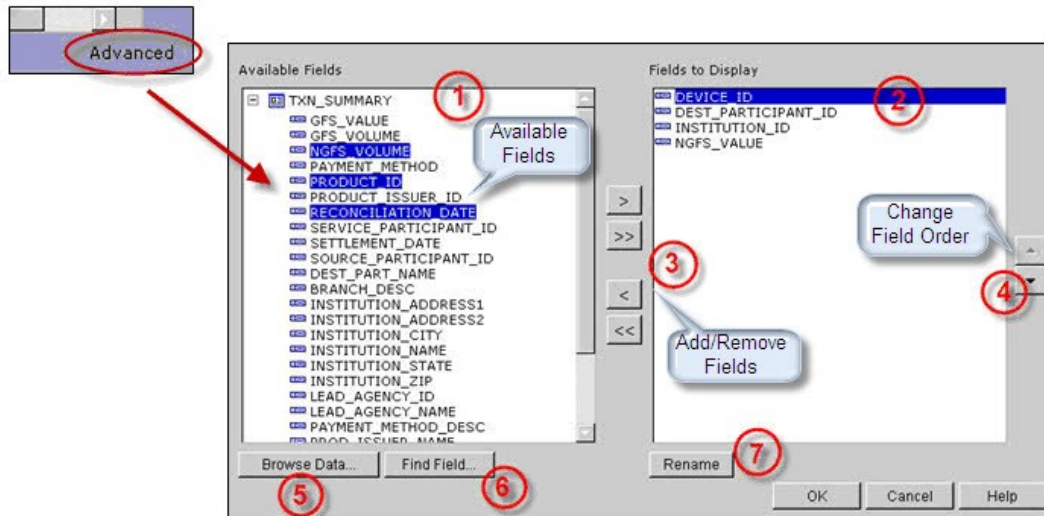 Advanced
Available Fields
1
TXN_SUMMARY
GFS_VALUE
GFS_VOLUME
NGFS_VOLUME
PAYMENT_METHOD
PRODUCT_ID
PRODUCT_ISSUER_ID
RECONCILIATION_DATE
SERVICE_PARTICIPANT_ID
SETTLEMENT_DATE
SOURCE_PARTICIPANT_ID
DEST_PART_NAME
BRANCH_DESC
INSTITUTION_ADDRESS1
INSTITUTION_ADDRESS2
INSTITUTION_CITY
INSTITUTION_NAME
INSTITUTION_STATE
INSTITUTION_ZIP
LEAD_AGENCY_ID
LEAD_AGENCY_NAME
PAYMENT_METHOD_DESC
PROD_ISSUER_NAME
Available
Fields
Browse Data...
5
Find Field...
6
>
>>
3
<
<<
Add/Remove
Fields
Fields to Display
2
DEVICE_ID
DEST_PARTICIPANT_ID
INSTITUTION_ID
NGFS_VALUE
Change
Field Order
4
Rename
7
OK
Cancel
Help